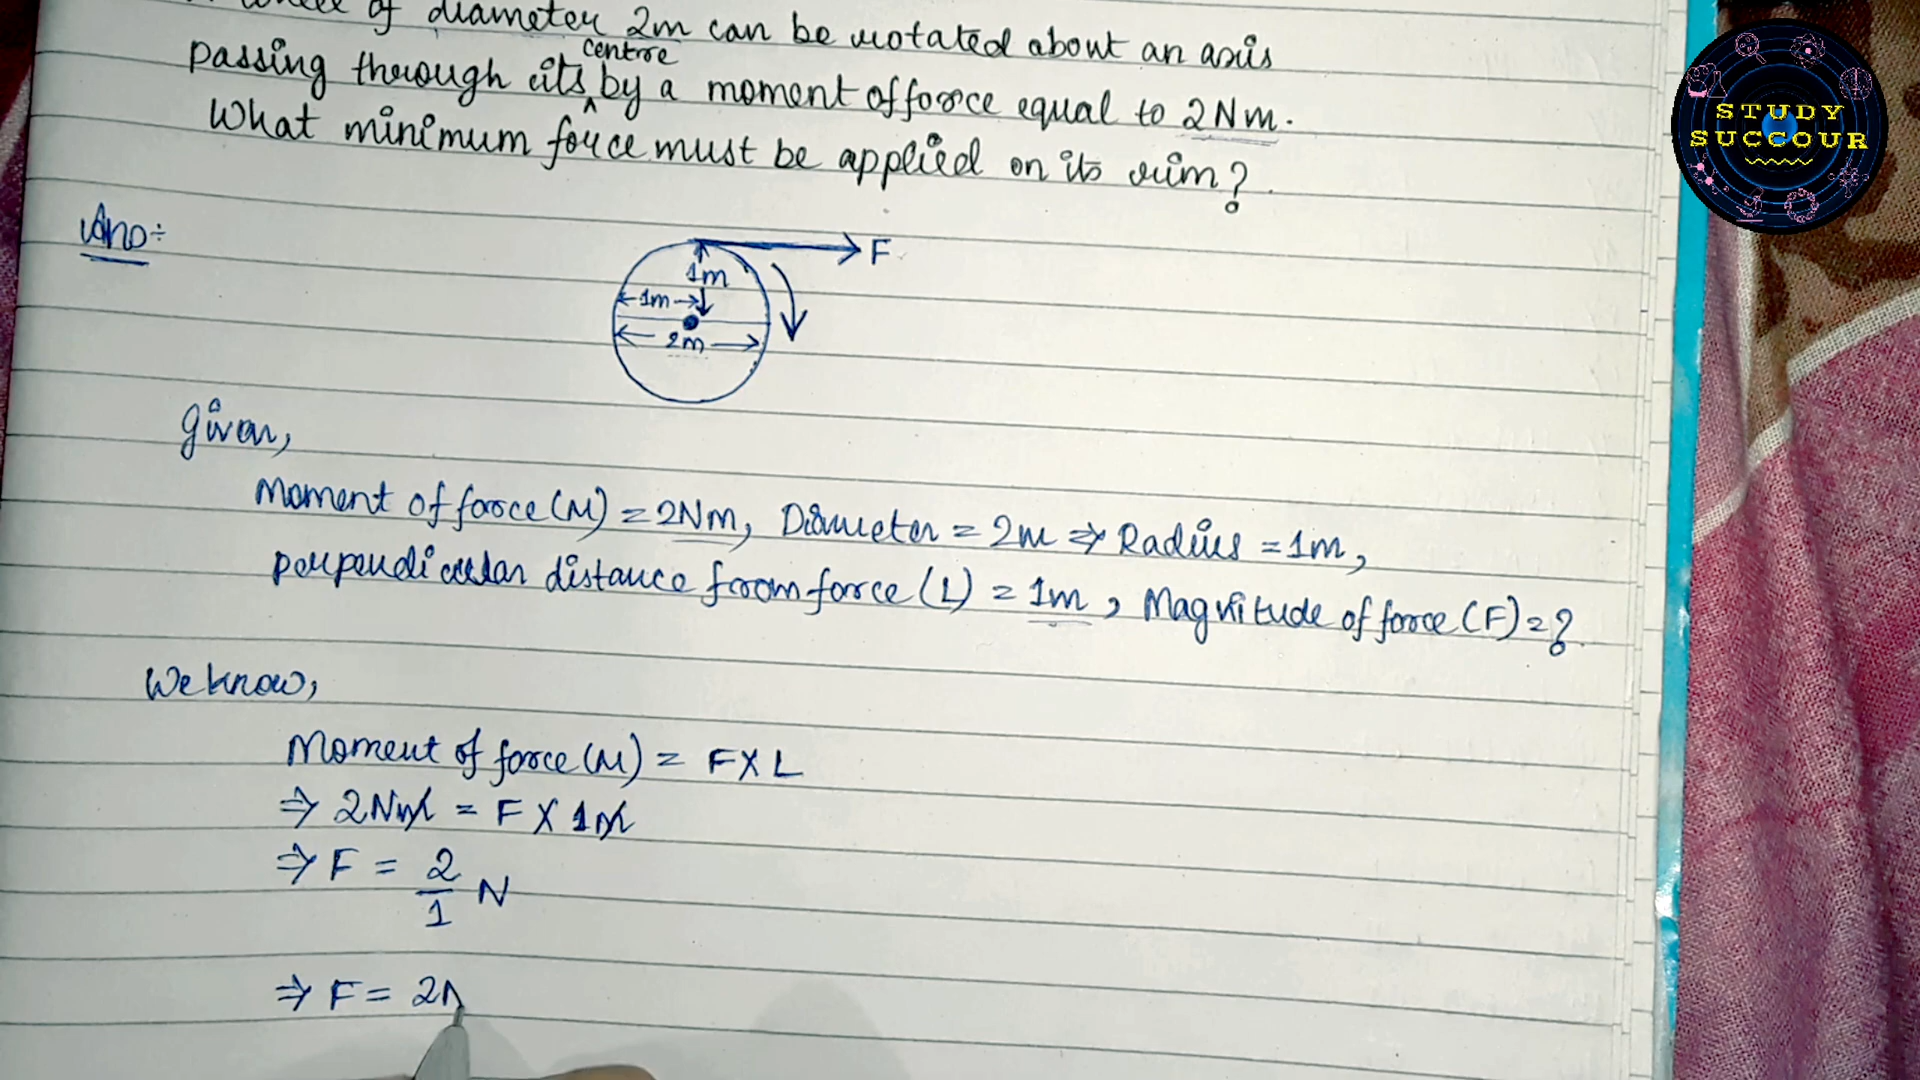 of diameter 2m can be rotated about an axis
centre
passing through its ^ by a moment of force equal to 2Nm.
What minimum force must be applied on its rim?
STUDY
SUCCOUR
Ans÷
F
1m
1m
2m
Given,
Moment of force (M) = 2Nm, Diameter = 2m ⇒ Radius = 1m,
perpendicular distance from force (L) = 1m, Magnitude of force (F) = ?
We know,
Moment of force (M) = F X L
⇒ 2Nm = F X 1m
⇒ F = 2/1 N
⇒ F = 2